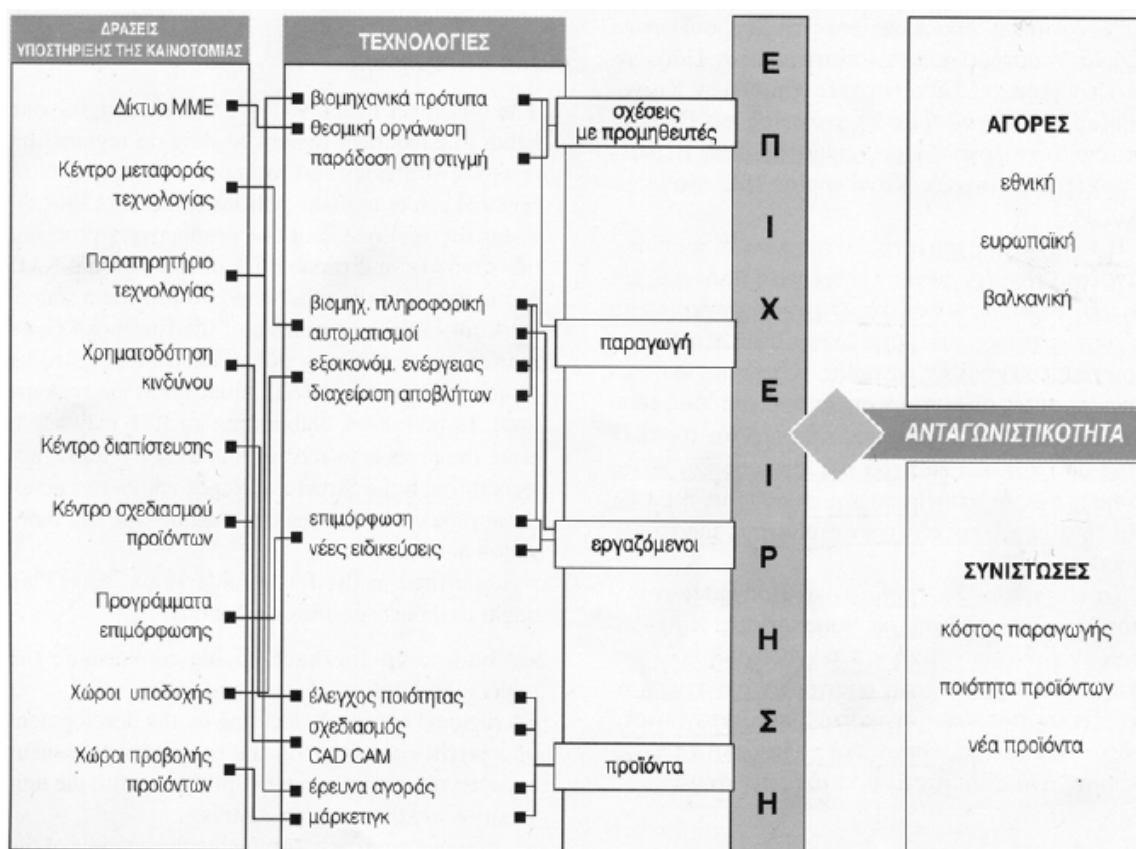 ΔΡΑΣΕΙΣ
ΥΠΟΣΤΗΡΙΞΗΣ ΤΗΣ ΚΑΙΝΟΤΟΜΙΑΣ
Δίκτυο ΜΜΕ
Κέντρο μεταφοράς
τεχνολογίας
Παρατηρητήριο
τεχνολογίας
Χρηματοδότηση
κινδύνου
Κέντρο διαπίστευσης
Κέντρο σχεδιασμού
προϊόντων
Προγράμματα
επιμόρφωσης
Χώροι υποδοχής
Χώροι προβολής
προϊόντων
ΤΕΧΝΟΛΟΓΙΕΣ
βιομηχανικά πρότυπα
θεσμική οργάνωση
παράδοση στη στιγμή
βιομηχ. πληροφορική
αυτοματισμοί
εξοικονόμ. ενέργειας
διαχείριση αποβλήτων
επιμόρφωση
νέες ειδικεύσεις
έλεγχος ποιότητας
σχεδιασμός
CAD CAM
έρευνα αγοράς
μάρκετιγκ
σχέσεις
με προμηθευτές
παραγωγή
εργαζόμενοι
προϊόντα
ΕΠΙΧΕΙΡΗΣΗ
ΑΓΟΡΕΣ
εθνική
ευρωπαϊκή
βαλκανική
ΑΝΤΑΓΩΝΙΣΤΙΚΟΤΗΤΑ
ΣΥΝΙΣΤΩΣΕΣ
κόστος παραγωγής
ποιότητα προϊόντων
νέα προϊόντα